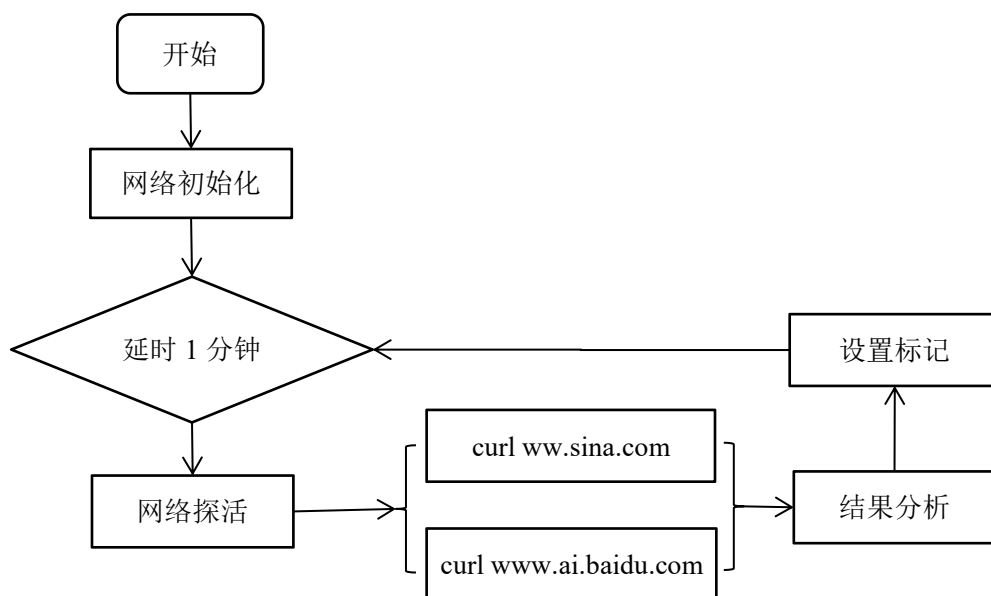 开始
网络初始化
延时 1 分钟
网络探活
curl ww.sina.com
curl www.ai.baidu.com
结果分析
设置标记